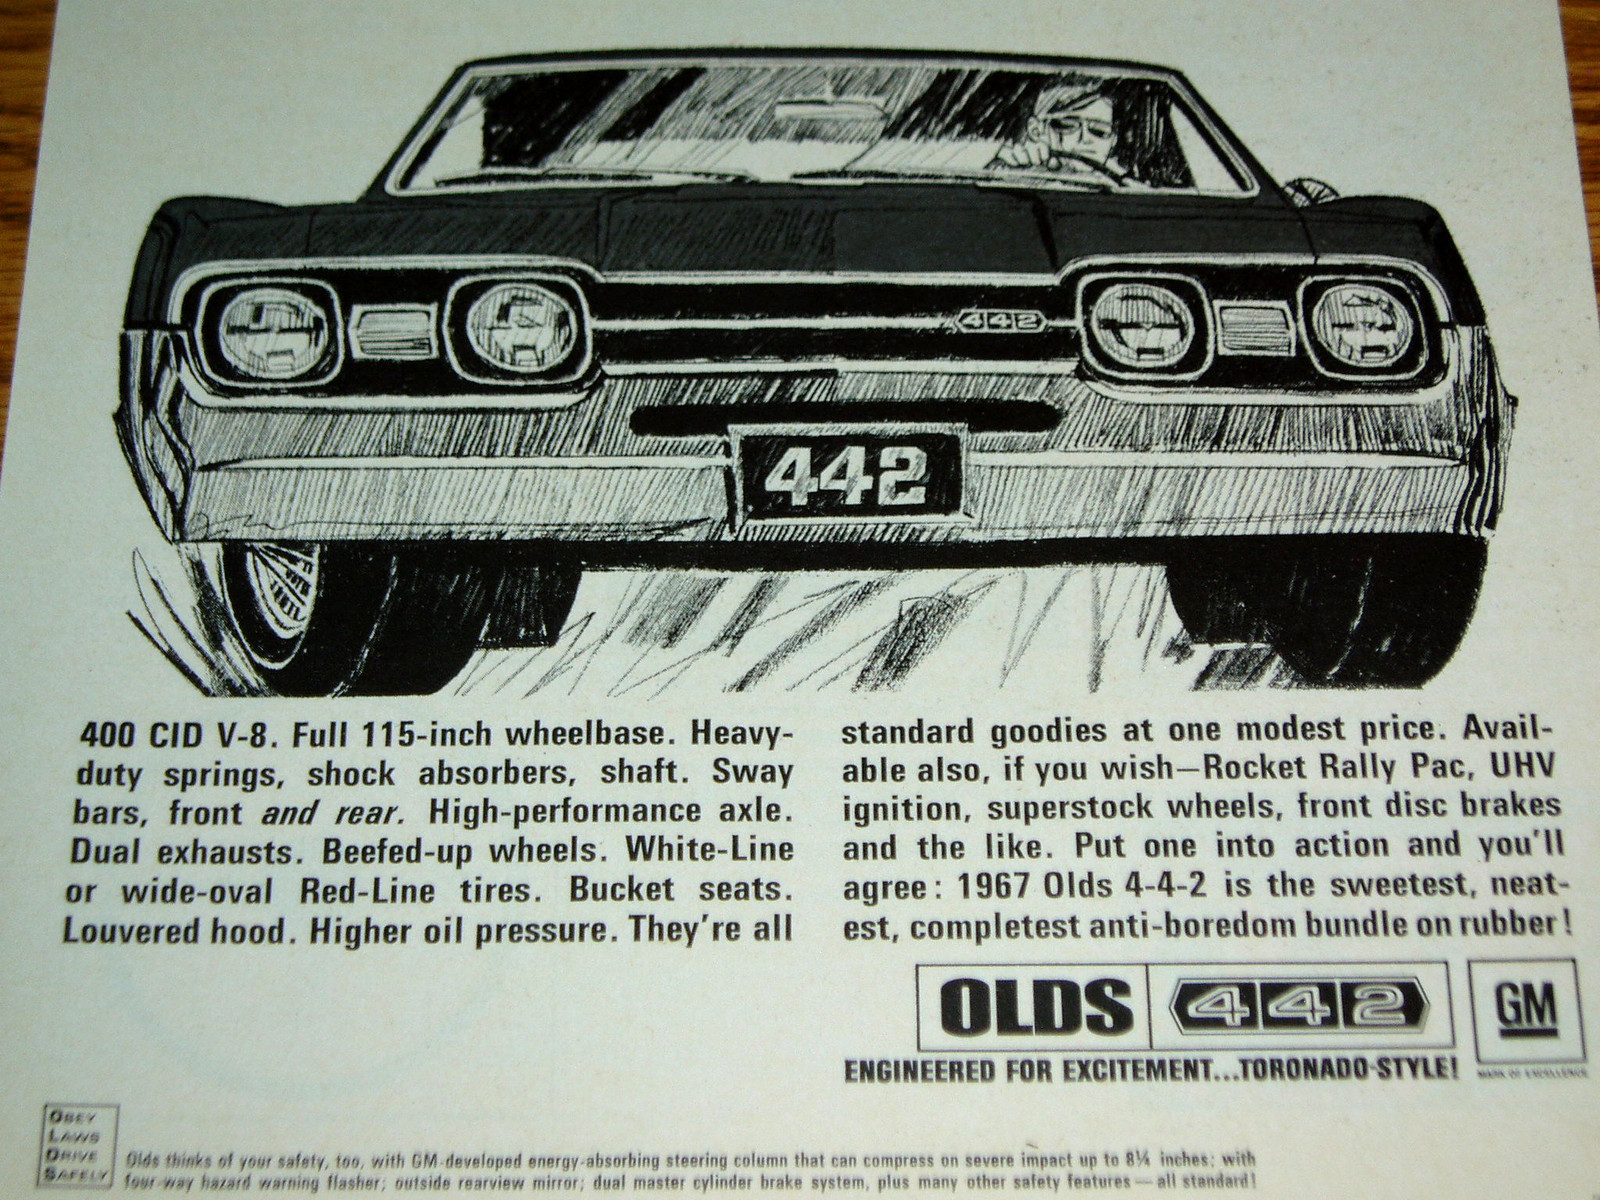 442
442
400 CID V-8. Full 115-inch wheelbase. Heavy-
duty springs, shock absorbers, shaft. Sway
bars, front and rear. High-performance axle.
Dual exhausts. Beefed-up wheels. White-Line
or wide-oval Red-Line tires. Bucket seats.
Louvered hood. Higher oil pressure. They're all
standard goodies at one modest price. Avail-
able also, if you wish—Rocket Rally Pac, UHV
ignition, superstock wheels, front disc brakes
and the like. Put one into action and you'll
agree: 1967 Olds 4-4-2 is the sweetest, neat-
est, completest anti-boredom bundle on rubber!
OLDS 442 GM
ENGINEERED FOR EXCITEMENT...TORONADO-STYLE!
MARK OF EXCELLENCE
OBEY
LAWS
DRIVE
SAFELY
Olds thinks of your safety, too, with GM-developed energy-absorbing steering column that can compress on severe impact up to 8¼ inches; with
four-way hazard warning flasher; outside rearview mirror; dual master cylinder brake system, plus many other safety features—all standard!